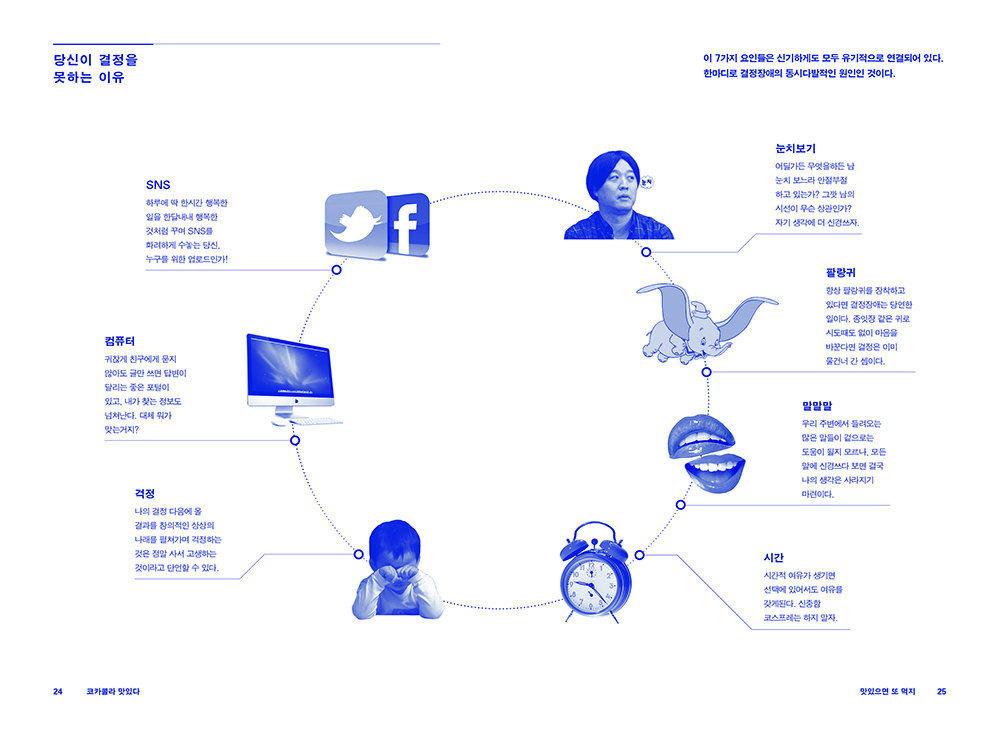 당신이 결정을
못하는 이유
이 7가지 요인들은 신기하게도 모두 유기적으로 연결되어 있다.
한마디로 결정장애의 동시다발적인 원인인 것이다.
SNS
하루에 딱 한시간 행복한
일을 한달내내 행복한
것처럼 꾸며 SNS를
화려하게 수놓는 당신,
누구를 위한 업로드인가!
눈치보기
어딜가든 무엇을하든 남
눈치 보느라 안절부절
하고 있는가? 그깟 남의
시선이 무슨 상관인가?
자기 생각에 더 신경쓰자.
눈치
팔랑귀
항상 팔랑귀를 장착하고
있다면 결정장애는 당연한
일이다. 종잇장 같은 귀로
시도때도 없이 마음을
바꾼다면 결정은 이미
물건너 간 셈이다.
컴퓨터
귀찮게 친구에게 묻지
않아도 글만 쓰면 답변이
달리는 좋은 포털이
있고, 내가 찾는 정보도
넘쳐난다. 대체 뭐가
맞는거지?
말말말
우리 주변에서 들려오는
많은 말들이 겉으로는
도움이 될지 모르나, 모든
말에 신경쓰다 보면 결국
나의 생각은 사라지기
마련이다.
걱정
나의 결정 다음에 올
결과를 창의적인 상상의
나래를 펼쳐가며 걱정하는
것은 정말 사서 고생하는
것이라고 단언할 수 있다.
시간
시간적 여유가 생기면
선택에 있어서도 여유를
갖게된다. 신중함
코스프레는 하지 말자.
24 코카콜라 맛있다
맛있으면 또 먹지 25